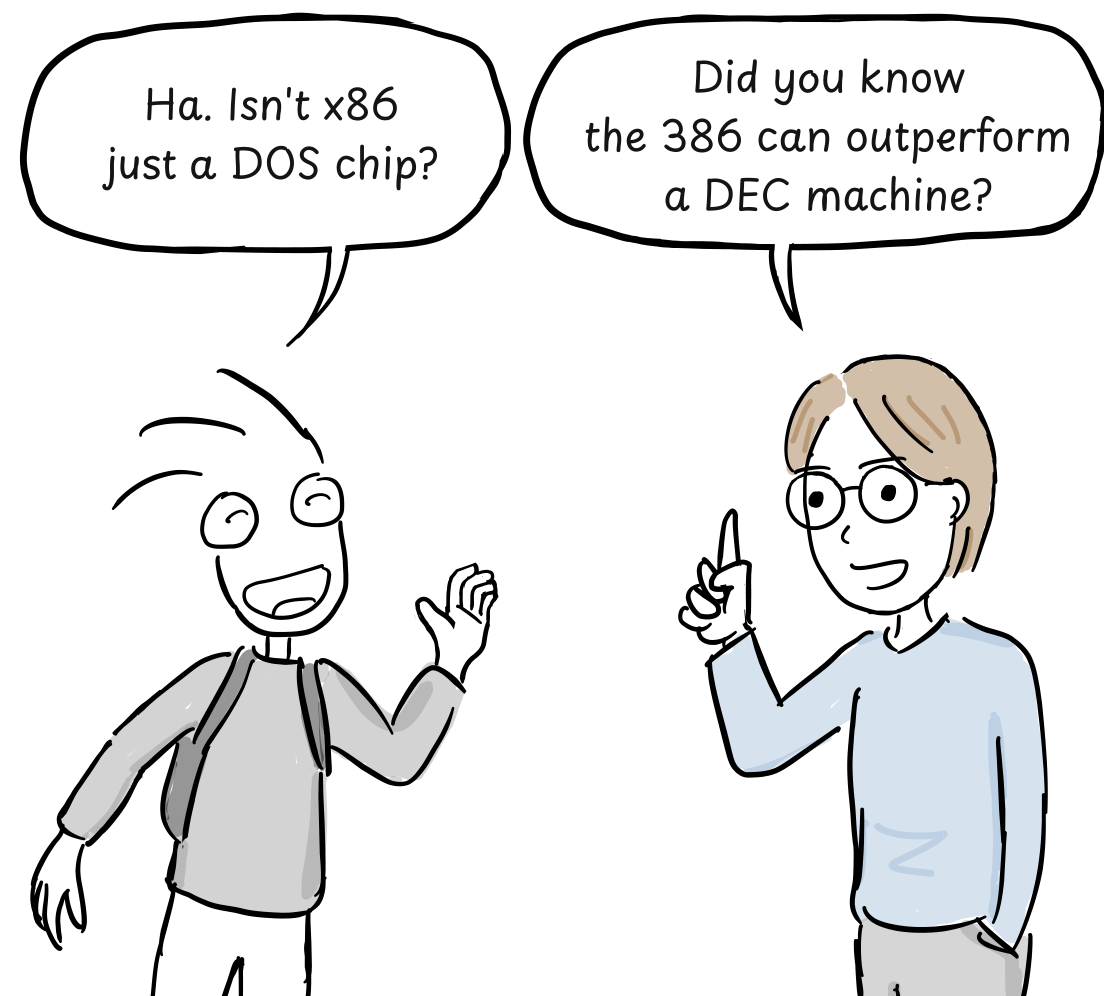 Ha. Isn't x86
just a DOS chip?
Did you know
the 386 can outperform
a DEC machine?